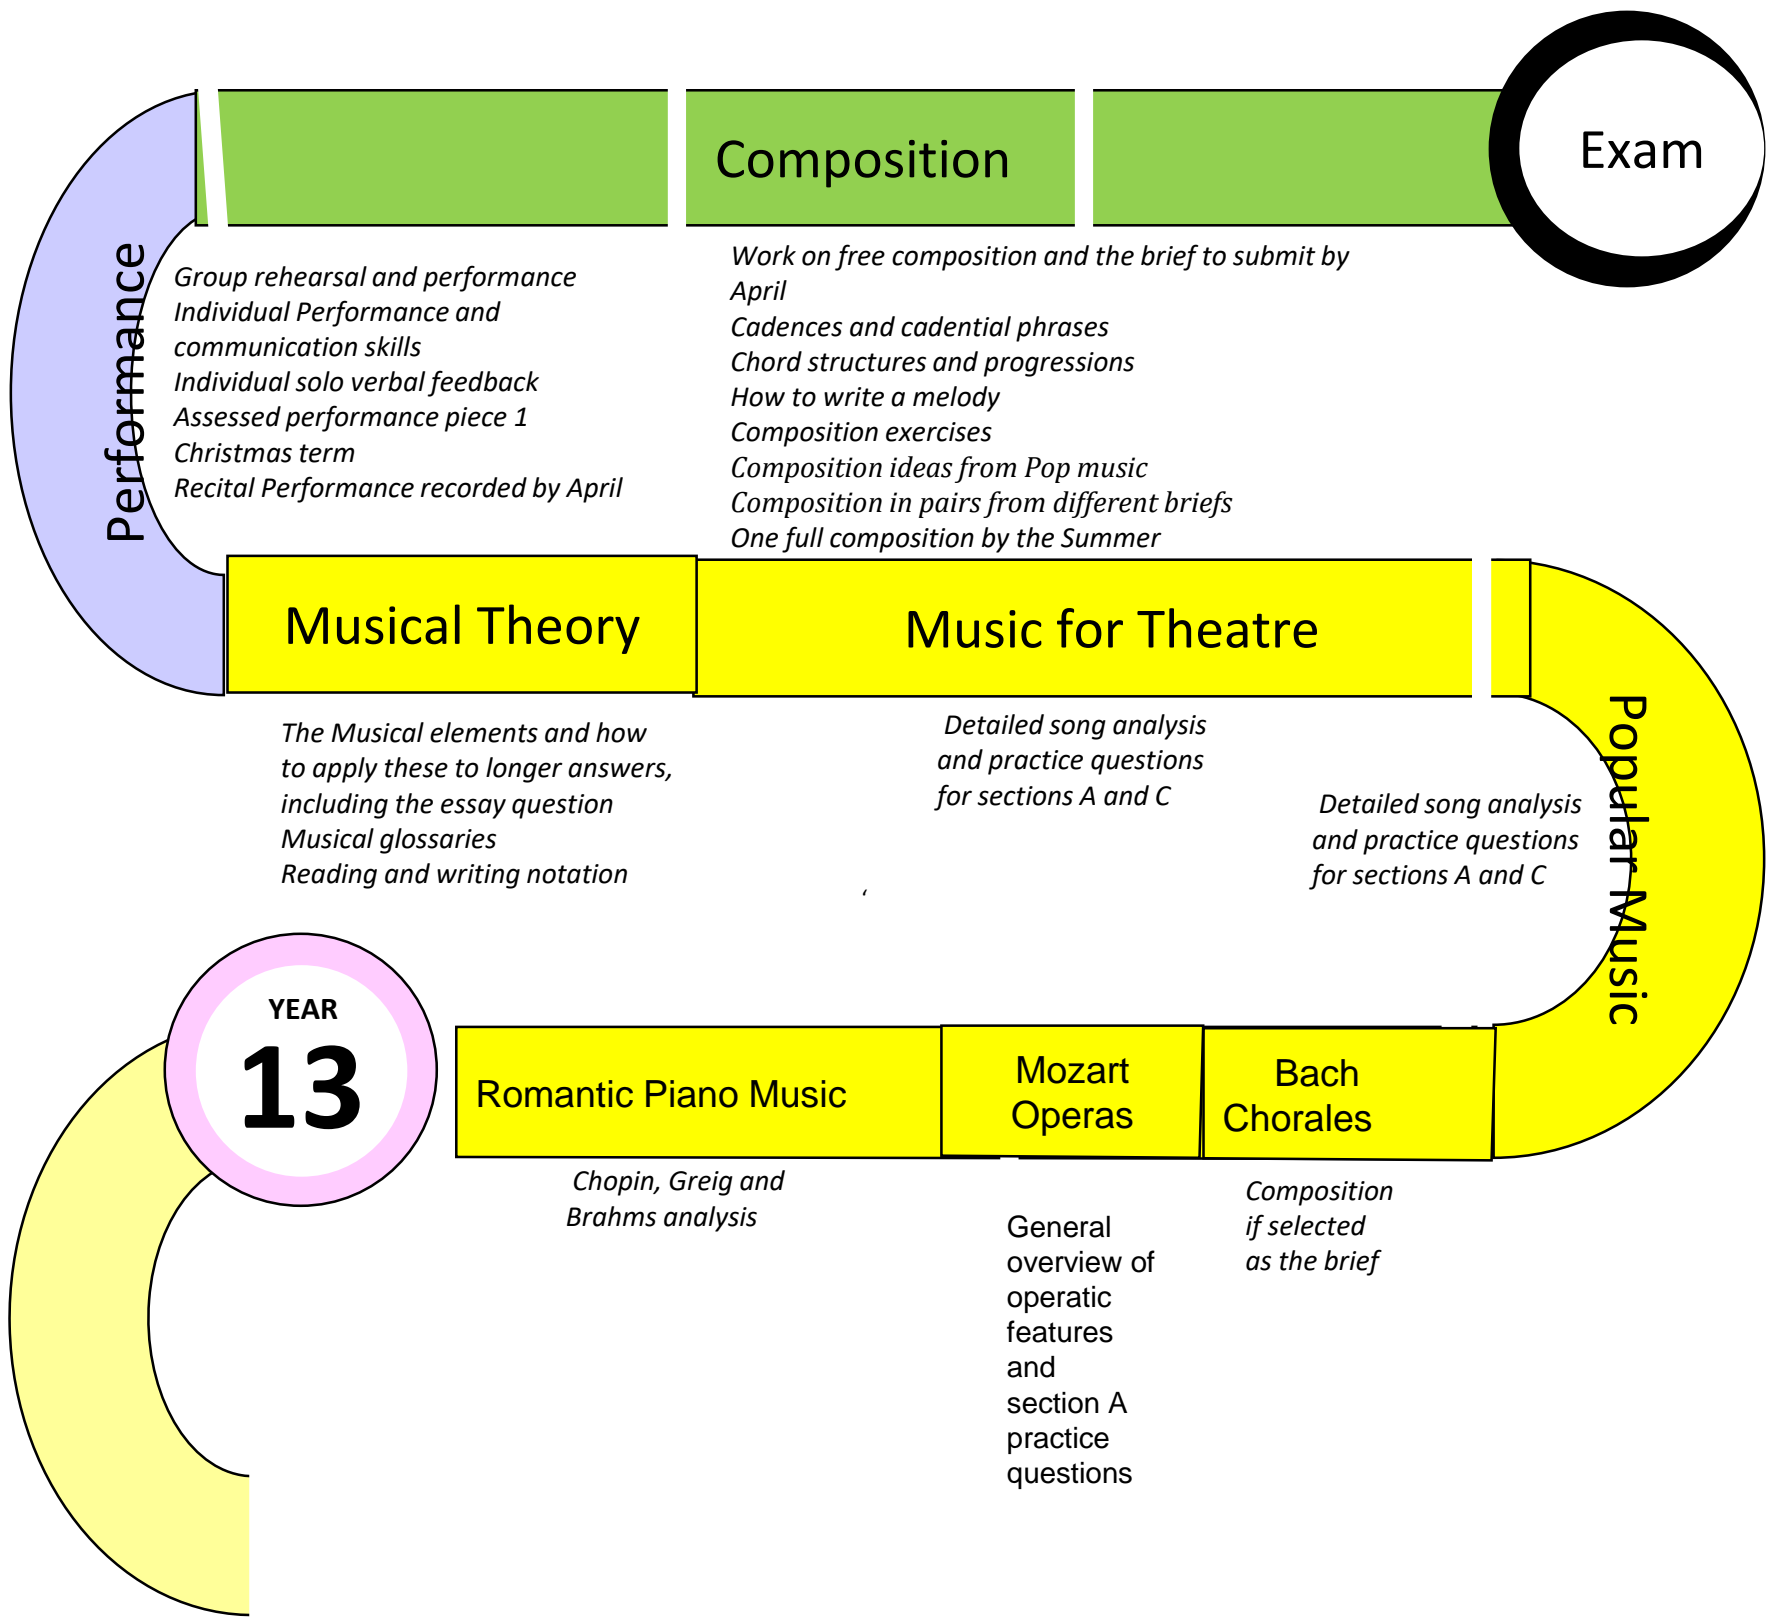 Composition
Exam
Performance
Group rehearsal and performance
Individual Performance and
communication skills
Individual solo verbal feedback
Assessed performance piece 1
Christmas term
Recital Performance recorded by April
Work on free composition and the brief to submit by
April
Cadences and cadential phrases
Chord structures and progressions
How to write a melody
Composition exercises
Composition ideas from Pop music
Composition in pairs from different briefs
One full composition by the Summer
Musical Theory
Music for Theatre
Popular Music
The Musical elements and how
to apply these to longer answers,
including the essay question
Musical glossaries
Reading and writing notation
Detailed song analysis
and practice questions
for sections A and C
‘
Detailed song analysis
and practice questions
for sections A and C
YEAR
13
Romantic Piano Music
Mozart
Operas
Bach
Chorales
Chopin, Greig and
Brahms analysis
General
overview of
operatic
features
and
section A
practice
questions
Composition
if selected
as the brief